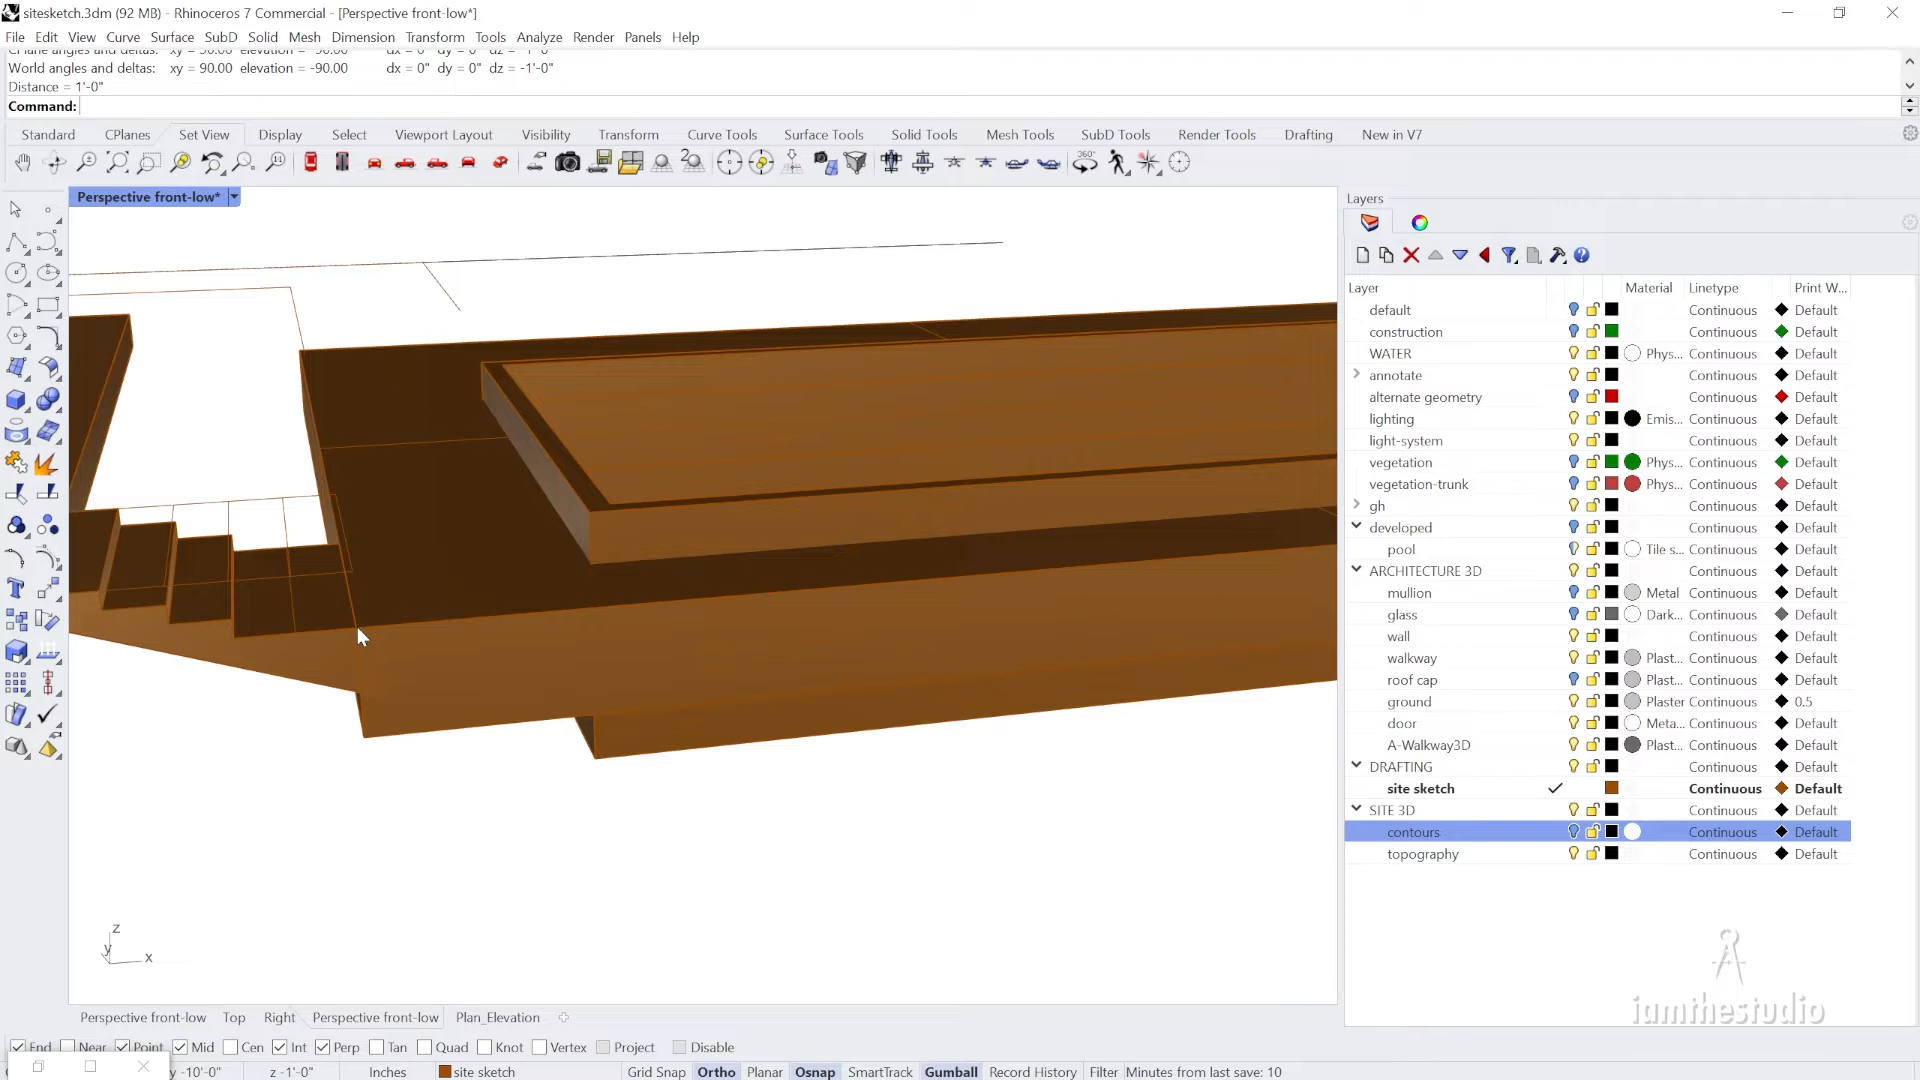 sitesketch.3dm (92 MB) - Rhinoceros 7 Commercial - [Perspective front-low*]
File Edit View Curve Surface SubD Solid Mesh Dimension Transform Tools Analyze Render Panels Help
World angles and deltas: xy = 90.00 elevation = -90.00 dx = 0" dy = 0" dz = -1'-0"
Distance = 1'-0"
Command:
Standard CPlanes Set View Display Select Viewport Layout Visibility Transform Curve Tools Surface Tools Solid Tools Mesh Tools SubD Tools Render Tools Drafting New in V7
Perspective front-low*
Layers
Layer Material Linetype Print W...
default Continuous Default
construction Continuous Default
WATER Phys... Continuous Default
annotate Continuous Default
alternate geometry Continuous Default
lighting Emis... Continuous Default
light-system Continuous Default
vegetation Phys... Continuous Default
vegetation-trunk Phys... Continuous Default
gh Continuous Default
developed Continuous Default
pool Tile s... Continuous Default
ARCHITECTURE 3D Continuous Default
mullion Metal Continuous Default
glass Dark... Continuous Default
wall Continuous Default
walkway Plast... Continuous Default
roof cap Plast... Continuous Default
ground Plaster Continuous 0.5
door Meta... Continuous Default
A-Walkway3D Plast... Continuous Default
DRAFTING Continuous Default
site sketch Continuous Default
SITE 3D Continuous Default
contours Continuous Default
topography Continuous Default
z
y
x
iamthestudio
Perspective front-low Top Right Perspective front-low Plan_Elevation
End Near Point Mid Cen Int Perp Tan Quad Knot Vertex Project Disable
y -10'-0" z -1'-0" Inches site sketch Grid Snap Ortho Planar Osnap SmartTrack Gumball Record History Filter Minutes from last save: 10